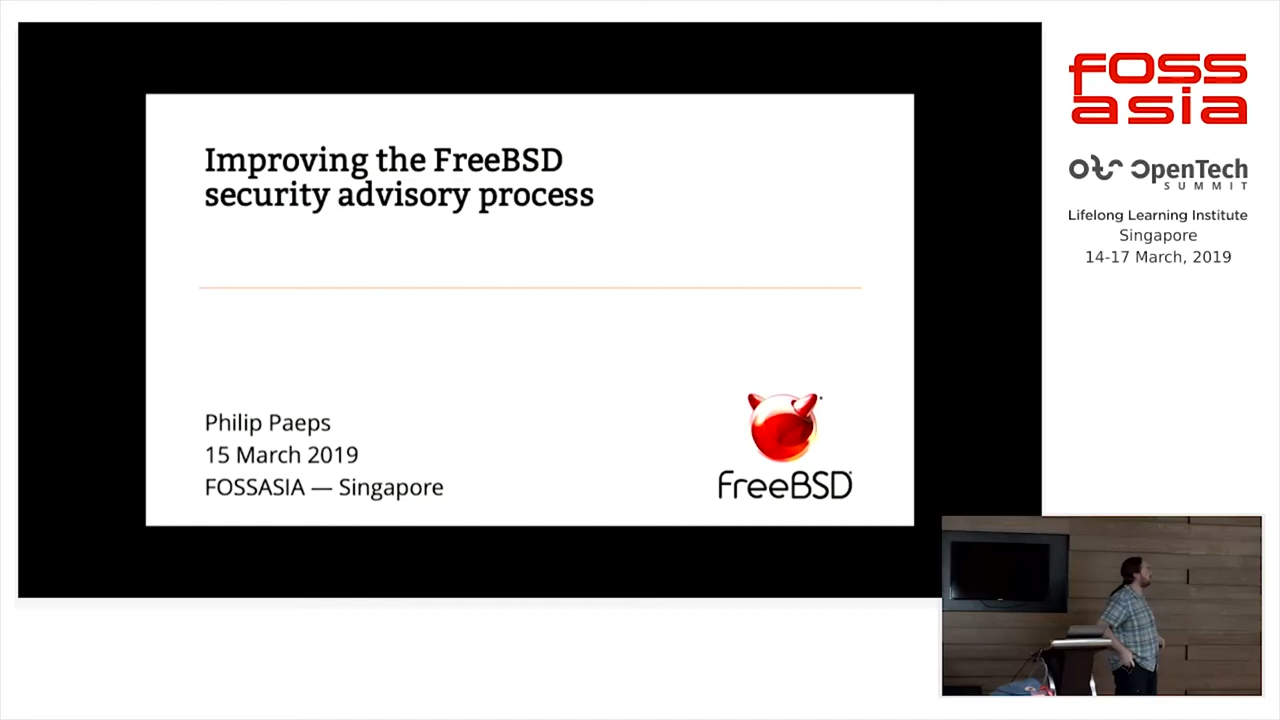 Improving the FreeBSD
security advisory process
Philip Paeps
15 March 2019
FOSSASIA — Singapore
FreeBSD
FOSS
asia
OpenTech
SUMMIT
Lifelong Learning Institute
Singapore
14-17 March, 2019